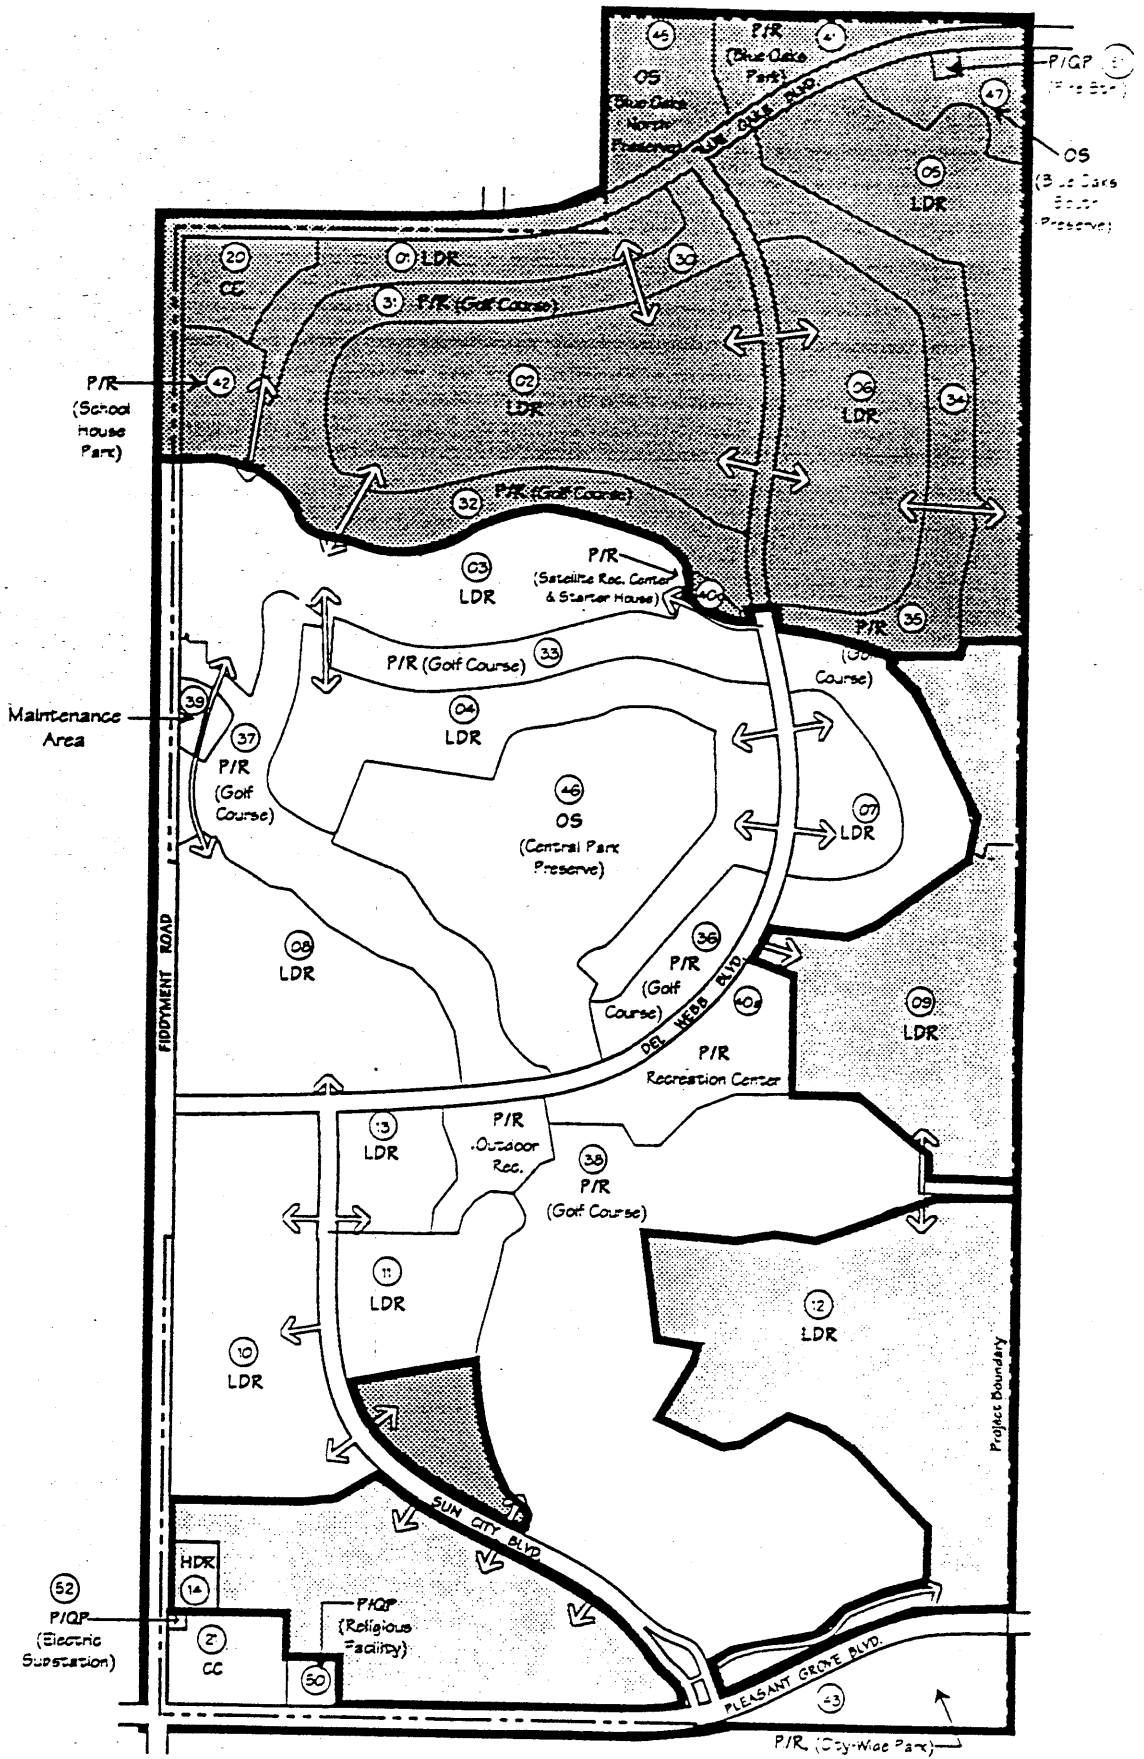 45
P/R
41
(Blue Oaks
Park)
OS
(Blue Oaks
North
Preserve)
BLUE OAKS BLVD.
P/QP
47
OS
(Blue Oaks
South
Preserve)
05
LDR
20
CC
01 LDR
30
31 P/R (Golf Course)
P/R
(School
House
Park)
42
02
LDR
06
LDR
34
32 P/R (Golf Course)
P/R
(Satellite Rec. Center
& Starter House)
03
LDR
35
P/R
(Golf
Course)
P/R (Golf Course) 33
39
Maintenance
Area
37
P/R
(Golf
Course)
04
LDR
46
OS
(Central Park
Preserve)
07
LDR
FIDDYMENT ROAD
08
LDR
36
P/R
(Golf
Course)
DEL WEBB BLVD.
09
LDR
P/R
Recreation Center
13
LDR
P/R
Outdoor
Rec.
38
P/R
(Golf Course)
11
LDR
12
LDR
10
LDR
Project Boundary
SUN CITY BLVD.
HDR
14
52
P/QP
(Electric
Substation)
21
CC
P/QP
(Religious
Facility)
50
PLEASANT GROVE BLVD.
43
P/R (City-Wide Park)